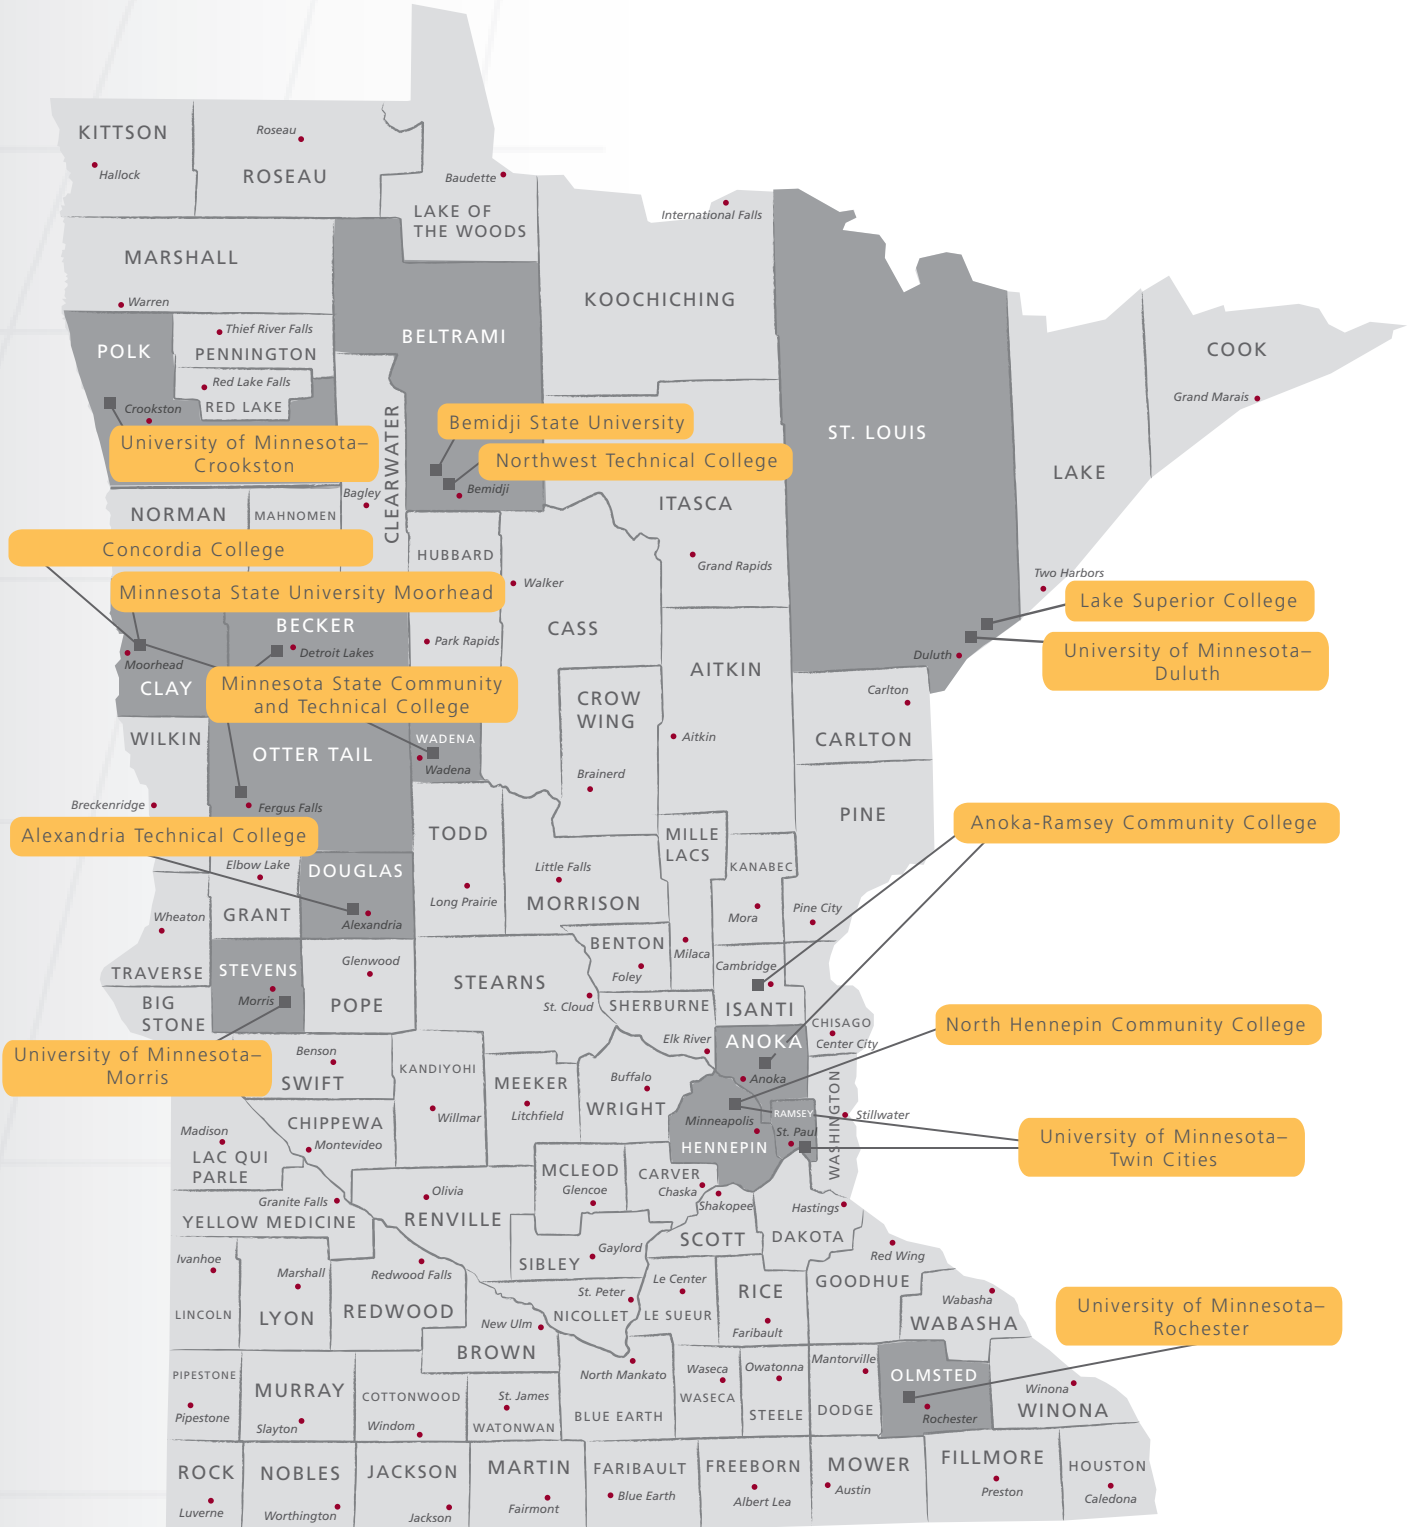 KITTSON
Hallock
Roseau
ROSEAU
Baudette
LAKE OF
THE WOODS
International Falls
MARSHALL
Warren
KOOCHICHING
Thief River Falls
PENNINGTON
POLK
BELTRAMI
COOK
Red Lake Falls
RED LAKE
Crookston
Grand Marais
University of Minnesota–
Crookston
Bemidji State University
Northwest Technical College
ST. LOUIS
LAKE
CLEARWATER
Bagley
Bemidji
ITASCA
NORMAN
MAHNOMEN
HUBBARD
Concordia College
Grand Rapids
Walker
Two Harbors
Minnesota State University Moorhead
Lake Superior College
BECKER
CASS
Park Rapids
Detroit Lakes
Moorhead
Duluth
University of Minnesota–
Duluth
AITKIN
CLAY
Minnesota State Community
and Technical College
CROW
WING
Carlton
CARLTON
WILKIN
OTTER TAIL
WADENA
Wadena
Aitkin
Brainerd
Breckenridge
Fergus Falls
PINE
Alexandria Technical College
TODD
MILLE
LACS
Anoka-Ramsey Community College
Elbow Lake
DOUGLAS
Little Falls
KANABEC
Long Prairie
MORRISON
Wheaton
GRANT
Alexandria
Mora
Pine City
TRAVERSE
STEVENS
Glenwood
BENTON
Foley
Milaca
Cambridge
BIG
STONE
Morris
POPE
STEARNS
St. Cloud
SHERBURNE
ISANTI
CHISAGO
Center City
North Hennepin Community College
University of Minnesota–
Morris
Benson
SWIFT
KANDIYOHI
Elk River
ANOKA
Anoka
MEEKER
Litchfield
Buffalo
WRIGHT
WASHINGTON
CHIPPEWA
Willmar
Minneapolis
RAMSEY
Stillwater
Madison
Montevideo
St. Paul
HENNEPIN
University of Minnesota–
Twin Cities
LAC QUI
PARLE
MCLEOD
Glencoe
CARVER
Chaska
Shakopee
Granite Falls
Olivia
Hastings
YELLOW MEDICINE
RENVILLE
SCOTT
DAKOTA
Ivanhoe
Marshall
Redwood Falls
SIBLEY
Gaylord
Red Wing
Le Center
GOODHUE
LINCOLN
LYON
REDWOOD
St. Peter
NICOLLET
LE SUEUR
RICE
Faribault
Wabasha
WABASHA
New Ulm
University of Minnesota–
Rochester
BROWN
PIPESTONE
Pipestone
MURRAY
Slayton
COTTONWOOD
Windom
St. James
WATONWAN
North Mankato
BLUE EARTH
Waseca
WASECA
Owatonna
STEELE
Mantorville
DODGE
OLMSTED
Rochester
Winona
WINONA
ROCK
Luverne
NOBLES
Worthington
JACKSON
Jackson
MARTIN
Fairmont
FARIBAULT
Blue Earth
FREEBORN
Albert Lea
MOWER
Austin
FILLMORE
Preston
HOUSTON
Caledona